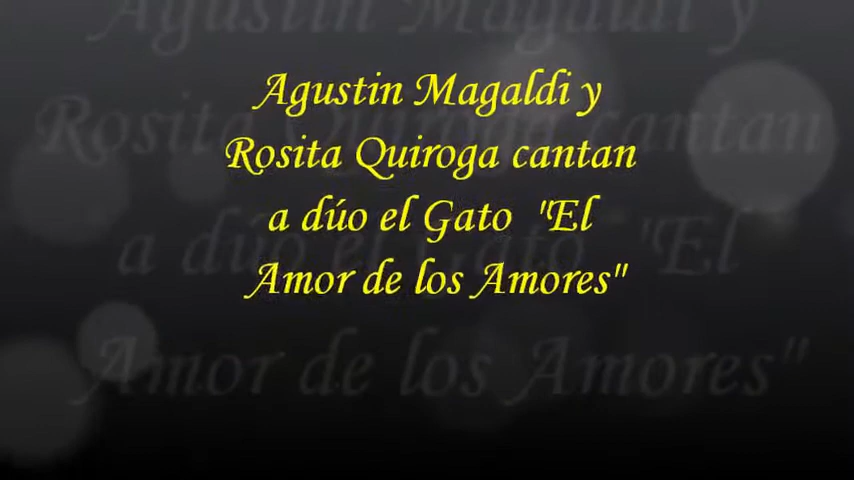 Agustin Magaldi y
Rosita Quiroga cantan
a dúo el Gato "El
Amor de los Amores"